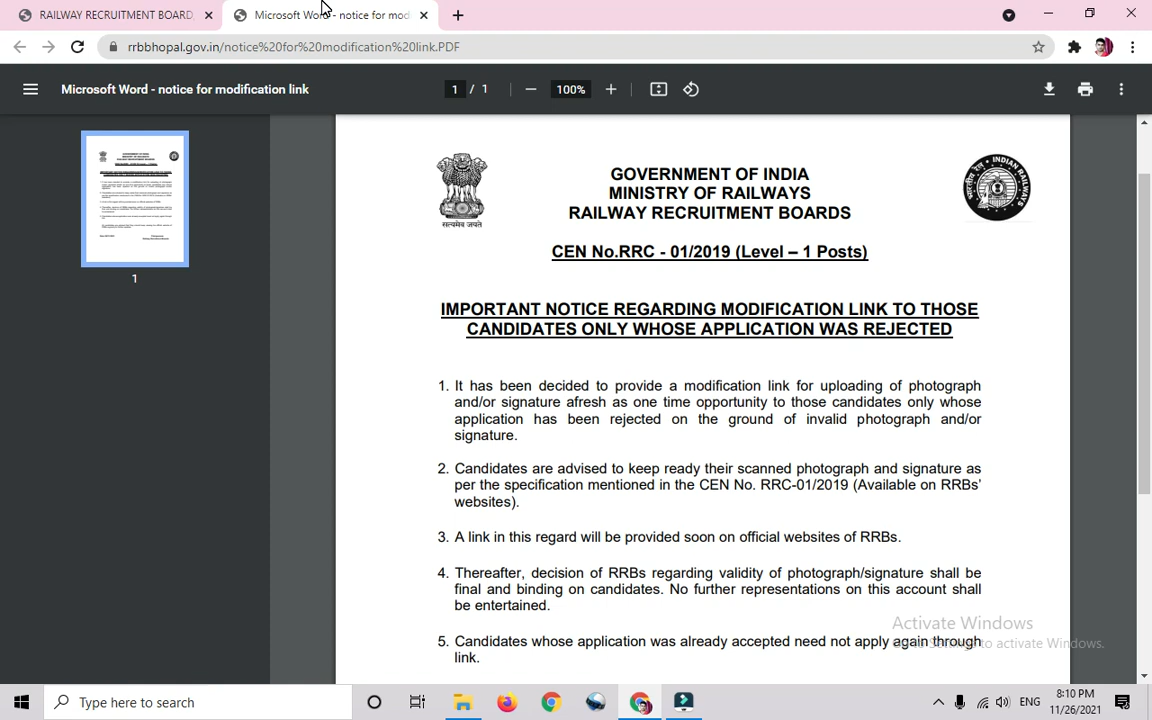 RAILWAY RECRUITMENT BOARD
Microsoft Word - notice for mod
rrbbhopal.gov.in/notice%20for%20modification%20link.PDF
Microsoft Word - notice for modification link
1 / 1
100%
GOVERNMENT OF INDIA
MINISTRY OF RAILWAYS
RAILWAY RECRUITMENT BOARDS
सत्यमेव जयते
CEN No.RRC - 01/2019 (Level – 1 Posts)
IMPORTANT NOTICE REGARDING MODIFICATION LINK TO THOSE
CANDIDATES ONLY WHOSE APPLICATION WAS REJECTED
1. It has been decided to provide a modification link for uploading of photograph
and/or signature afresh as one time opportunity to those candidates only whose
application has been rejected on the ground of invalid photograph and/or
signature.
2. Candidates are advised to keep ready their scanned photograph and signature as
per the specification mentioned in the CEN No. RRC-01/2019 (Available on RRBs'
websites).
3. A link in this regard will be provided soon on official websites of RRBs.
4. Thereafter, decision of RRBs regarding validity of photograph/signature shall be
final and binding on candidates. No further representations on this account shall
be entertained.
5. Candidates whose application was already accepted need not apply again through
link.
1
Activate Windows
to activate Windows.
Type here to search
ENG
8:10 PM
11/26/2021